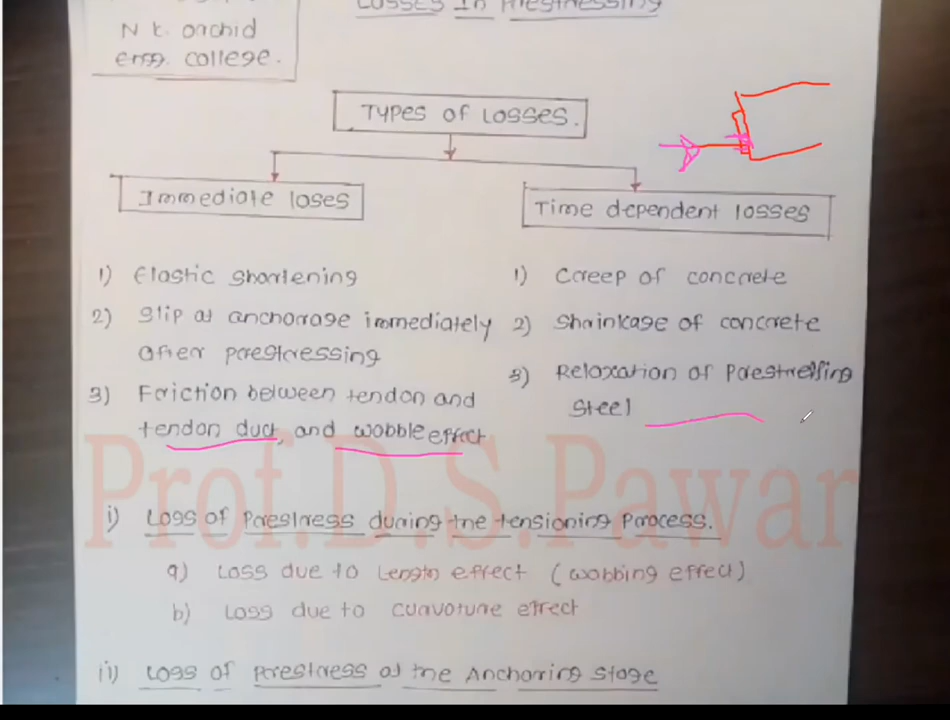 Losses In Prestressing
N k. orchid
engg. college.
Types of Losses.
Immediate loses
Time dependent losses
1) Elastic Shortening
2) Slip at anchorage immediately
after prestressing
3) Friction between tendon and
tendon duct, and wobble effect
1) Creep of concrete
2) Shrinkage of concrete
3) Relaxation of Prestressing
Steel
Prof.D.S.Pawar
i) Loss of Prestress during the tensioning Process.
a) Loss due to Length effect (wobbing effect)
b) Loss due to curvature effect
ii) Loss of Prestress at the Anchoring Stage